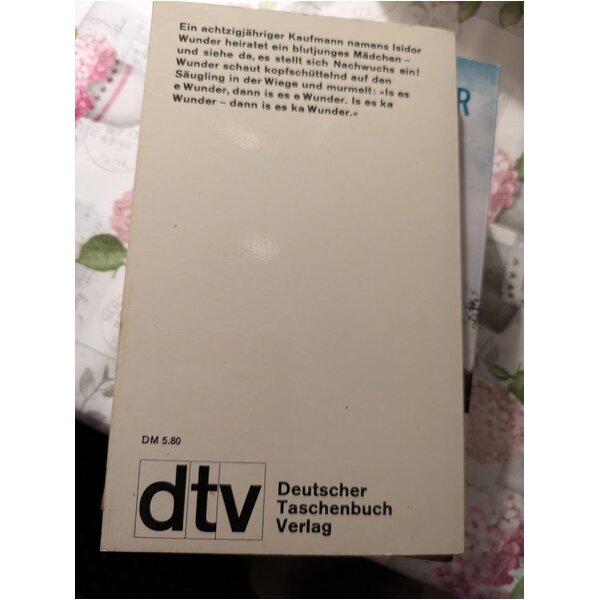 Ein achtzigjähriger Kaufmann namens Isidor
Wunder heiratet ein blutjunges Mädchen –
und siehe da, es stellt sich Nachwuchs ein!
Wunder schaut kopfschüttelnd auf den
Säugling in der Wiege und murmelt: »Is es
e Wunder, dann is es e Wunder. Is es ka
Wunder – dann is es ka Wunder.«
R
DM 5.80
dtv
Deutscher
Taschenbuch
Verlag